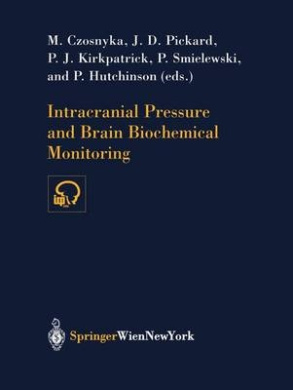 M. Czosnyka, J. D. Pickard,
P. J. Kirkpatrick, P. Smielewski,
and P. Hutchinson (eds.)
Intracranial Pressure
and Brain Biochemical
Monitoring
SpringerWienNewYork